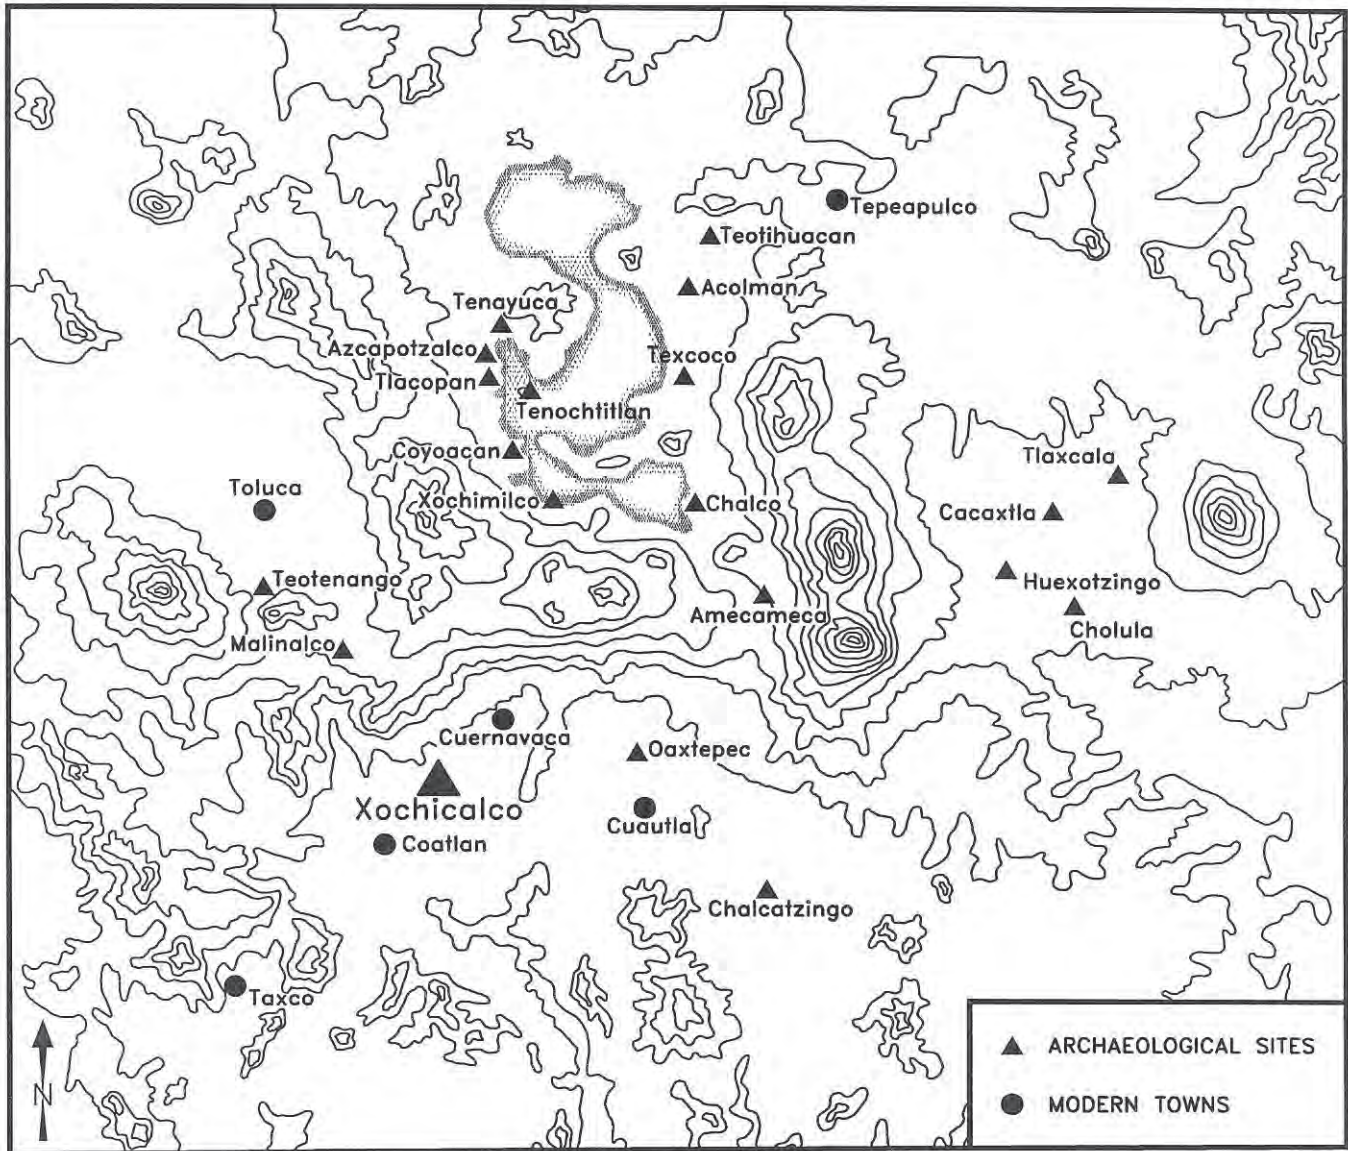 Tepeapulco
Teotihuacan
Acolman
Tenayuca
Azcapotzalco
Texcoco
Tlacopan
Tenochtitlan
Coyoacan
Tlaxcala
Toluca
Xochimilco
Chalco
Cacaxtla
Teotenango
Huexotzingo
Amecameca
Cholula
Malinalco
Cuernavaca
Oaxtepec
Xochicalco
Cuautla
Coatlan
Chalcatzingo
Taxco
N
ARCHAEOLOGICAL SITES
MODERN TOWNS